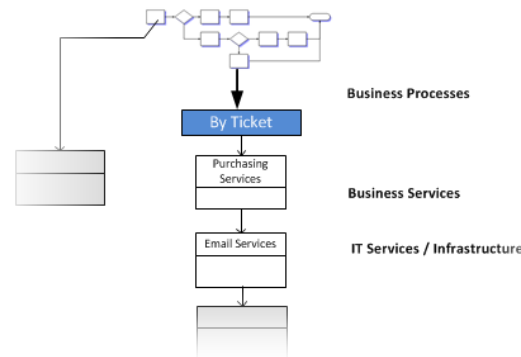 Business Processes
By Ticket
Purchasing
Services
Business Services
Email Services
IT Services / Infrastructure